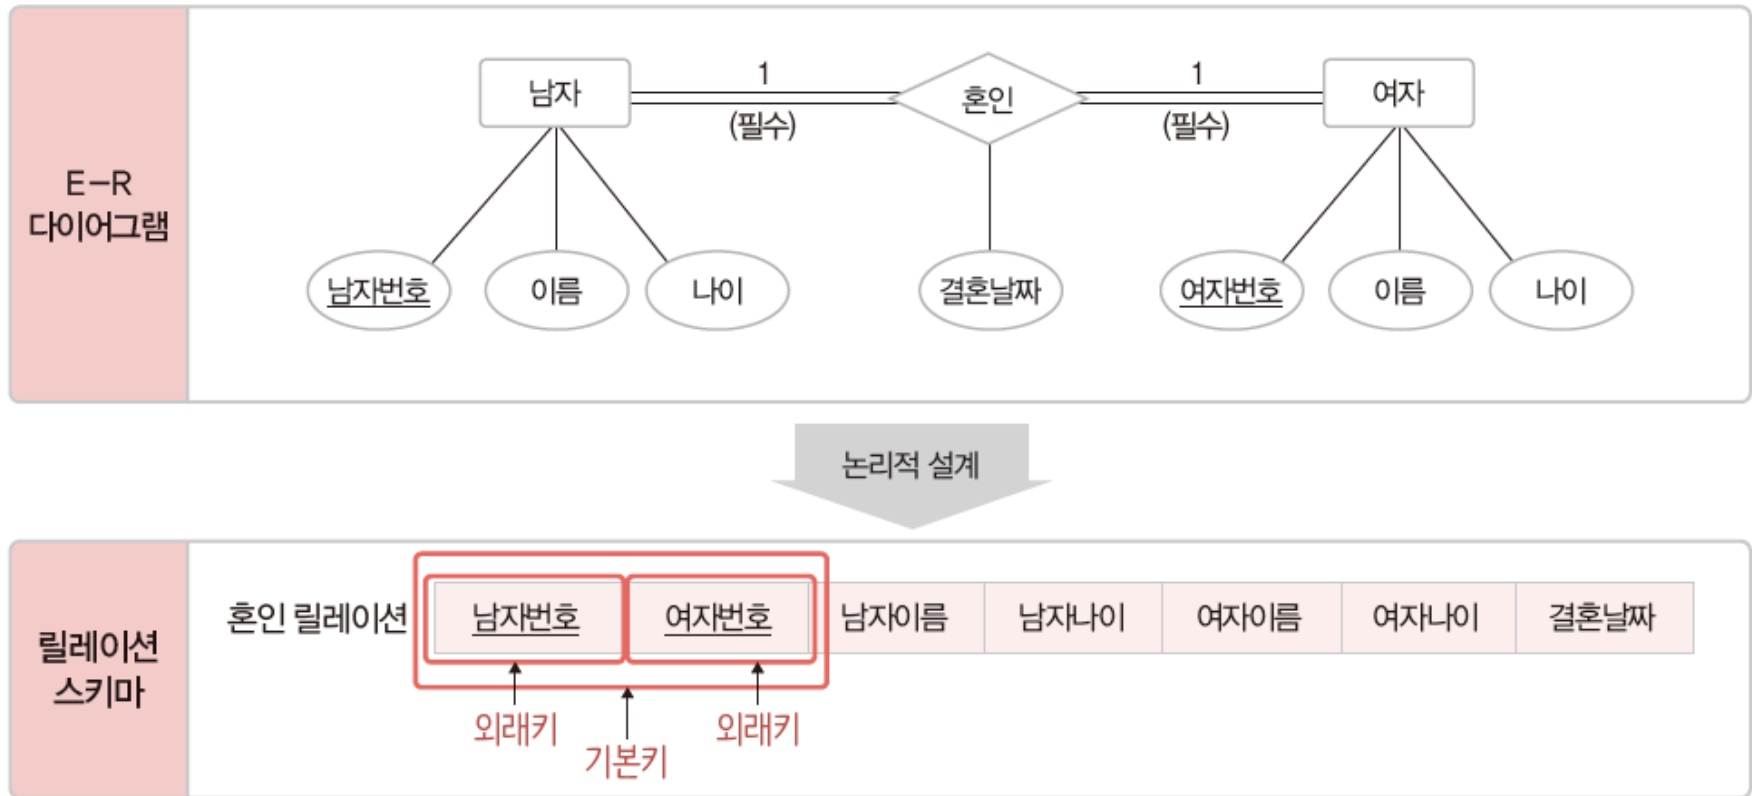 E-R
다이어그램
남자
1
(필수)
혼인
1
(필수)
여자
남자번호
이름
나이
결혼날짜
여자번호
이름
나이
논리적 설계
릴레이션
스키마
혼인 릴레이션
남자번호
여자번호
남자이름
남자나이
여자이름
여자나이
결혼날짜
외래키
기본키
외래키